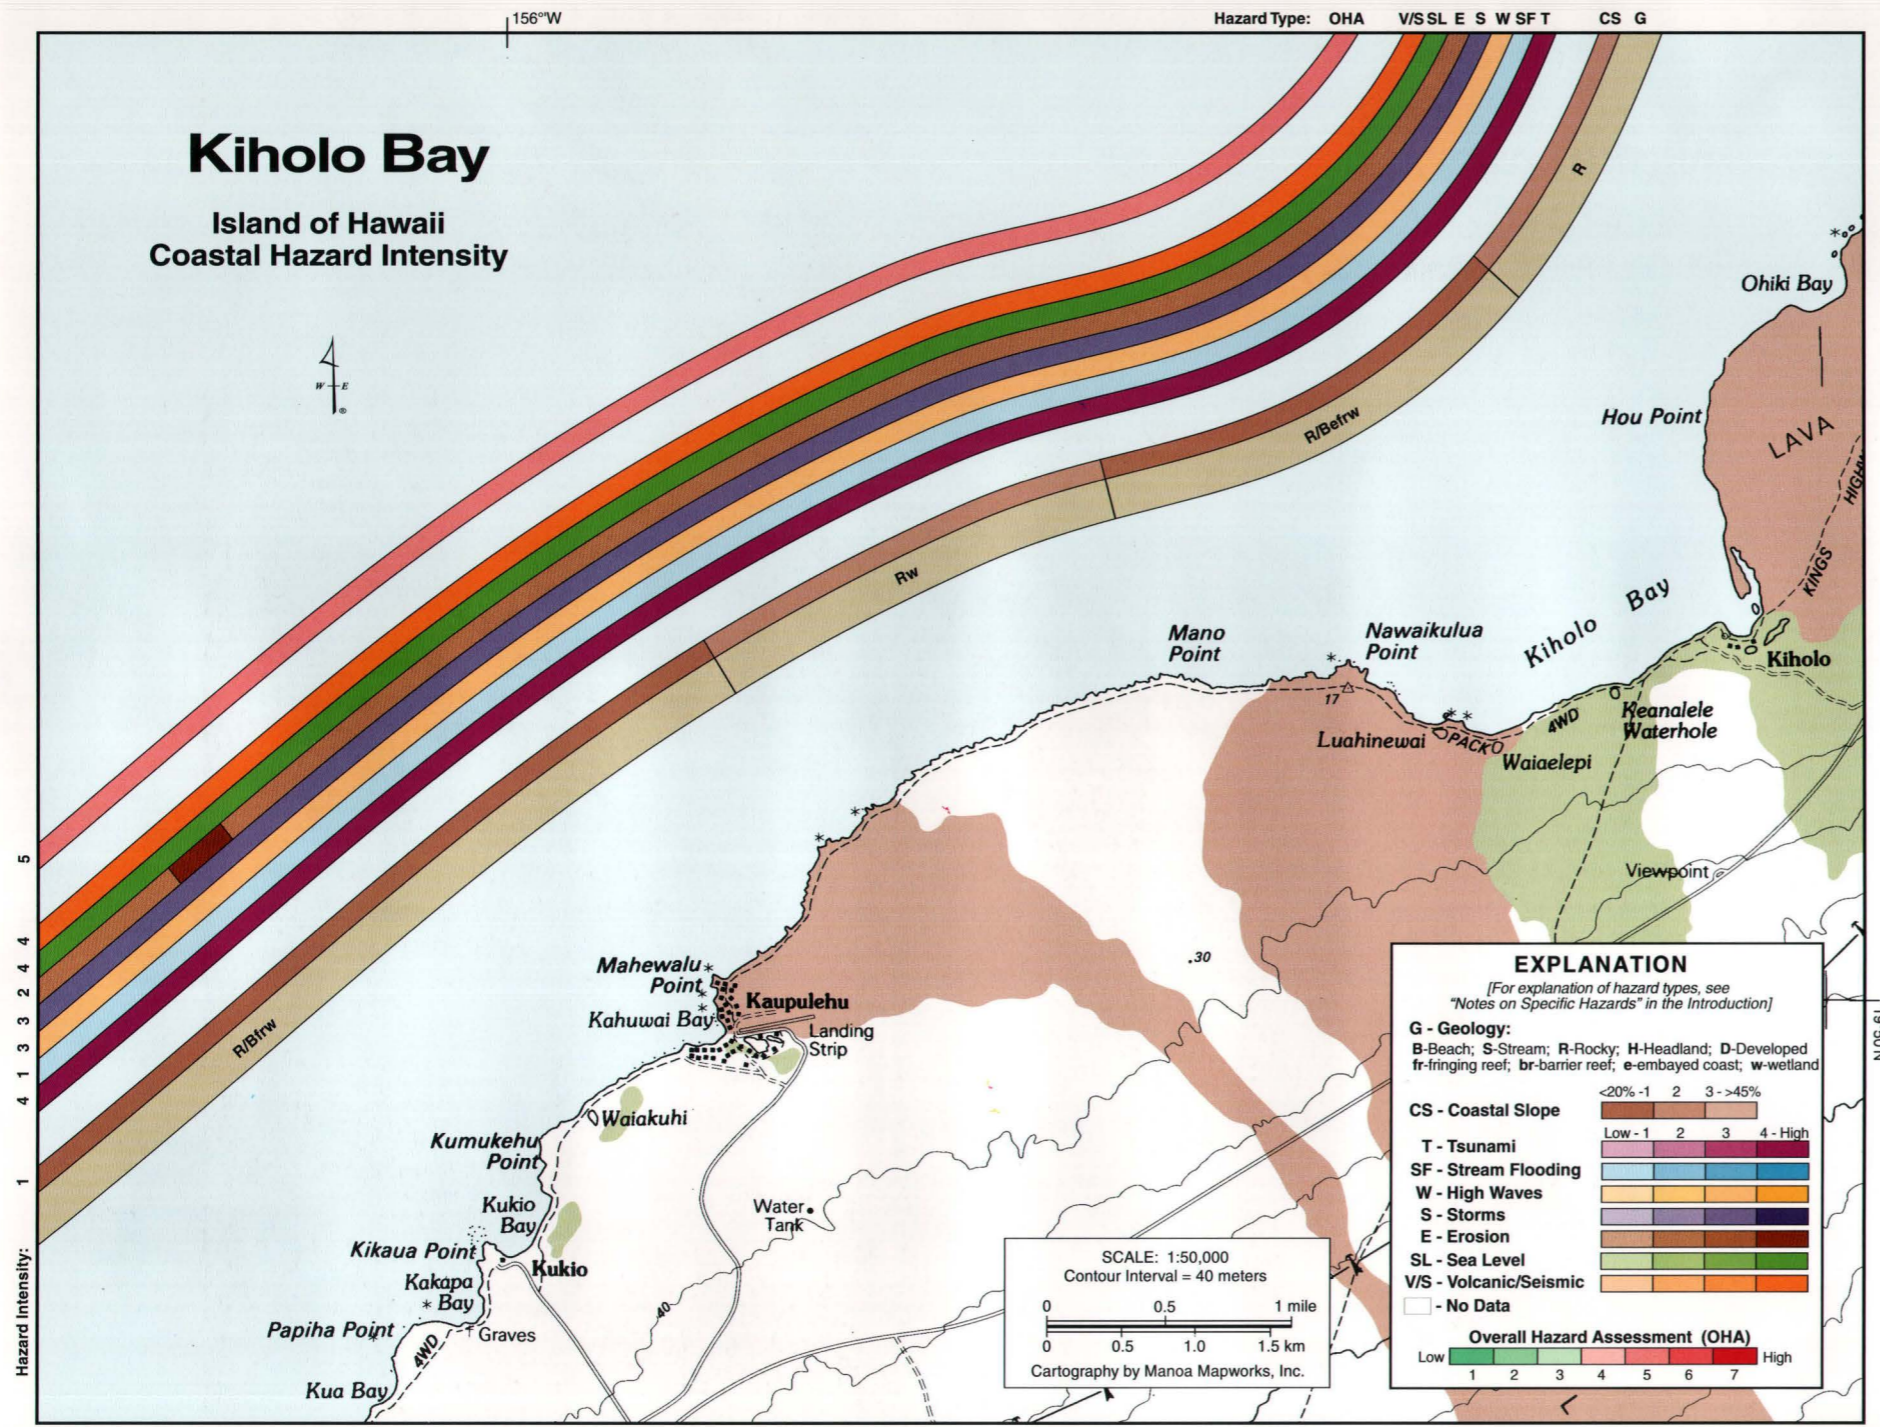 156°W
Hazard Type: OHA V/S SL E S W SF T CS G
Kiholo Bay
Island of Hawaii
Coastal Hazard Intensity
W E
®
R
R/Befrw
Rw
R/Bfrw
Ohiki Bay
Hou Point
LAVA
KINGS
Kiholo Bay
Mano
Point
Nawaikulua
Point
Kiholo
17
Luahinewai
PACK
4WD
Keanalele
Waterhole
Waiaelepi
Viewpoint
.30
Mahewalu
Point
Kaupulehu
Kahuwai Bay
Landing
Strip
Waiakuhi
Kumukehu
Point
Kukio
Bay
Water
Tank
Kikaua Point
Kukio
Kakapa
Bay
40
Papiha Point
Graves
4WD
Kua Bay
Hazard Intensity: 1 4 1 3 3 2 4 4 5
SCALE: 1:50,000
Contour Interval = 40 meters
0 0.5 1 mile
0 0.5 1.0 1.5 km
Cartography by Manoa Mapworks, Inc.
EXPLANATION
[For explanation of hazard types, see
"Notes on Specific Hazards" in the Introduction]
G - Geology:
B-Beach; S-Stream; R-Rocky; H-Headland; D-Developed
fr-fringing reef; br-barrier reef; e-embayed coast; w-wetland
<20% -1 2 3 - >45%
CS - Coastal Slope
Low - 1 2 3 4 - High
T - Tsunami
SF - Stream Flooding
W - High Waves
S - Storms
E - Erosion
SL - Sea Level
V/S - Volcanic/Seismic
- No Data
Overall Hazard Assessment (OHA)
Low High
1 2 3 4 5 6 7